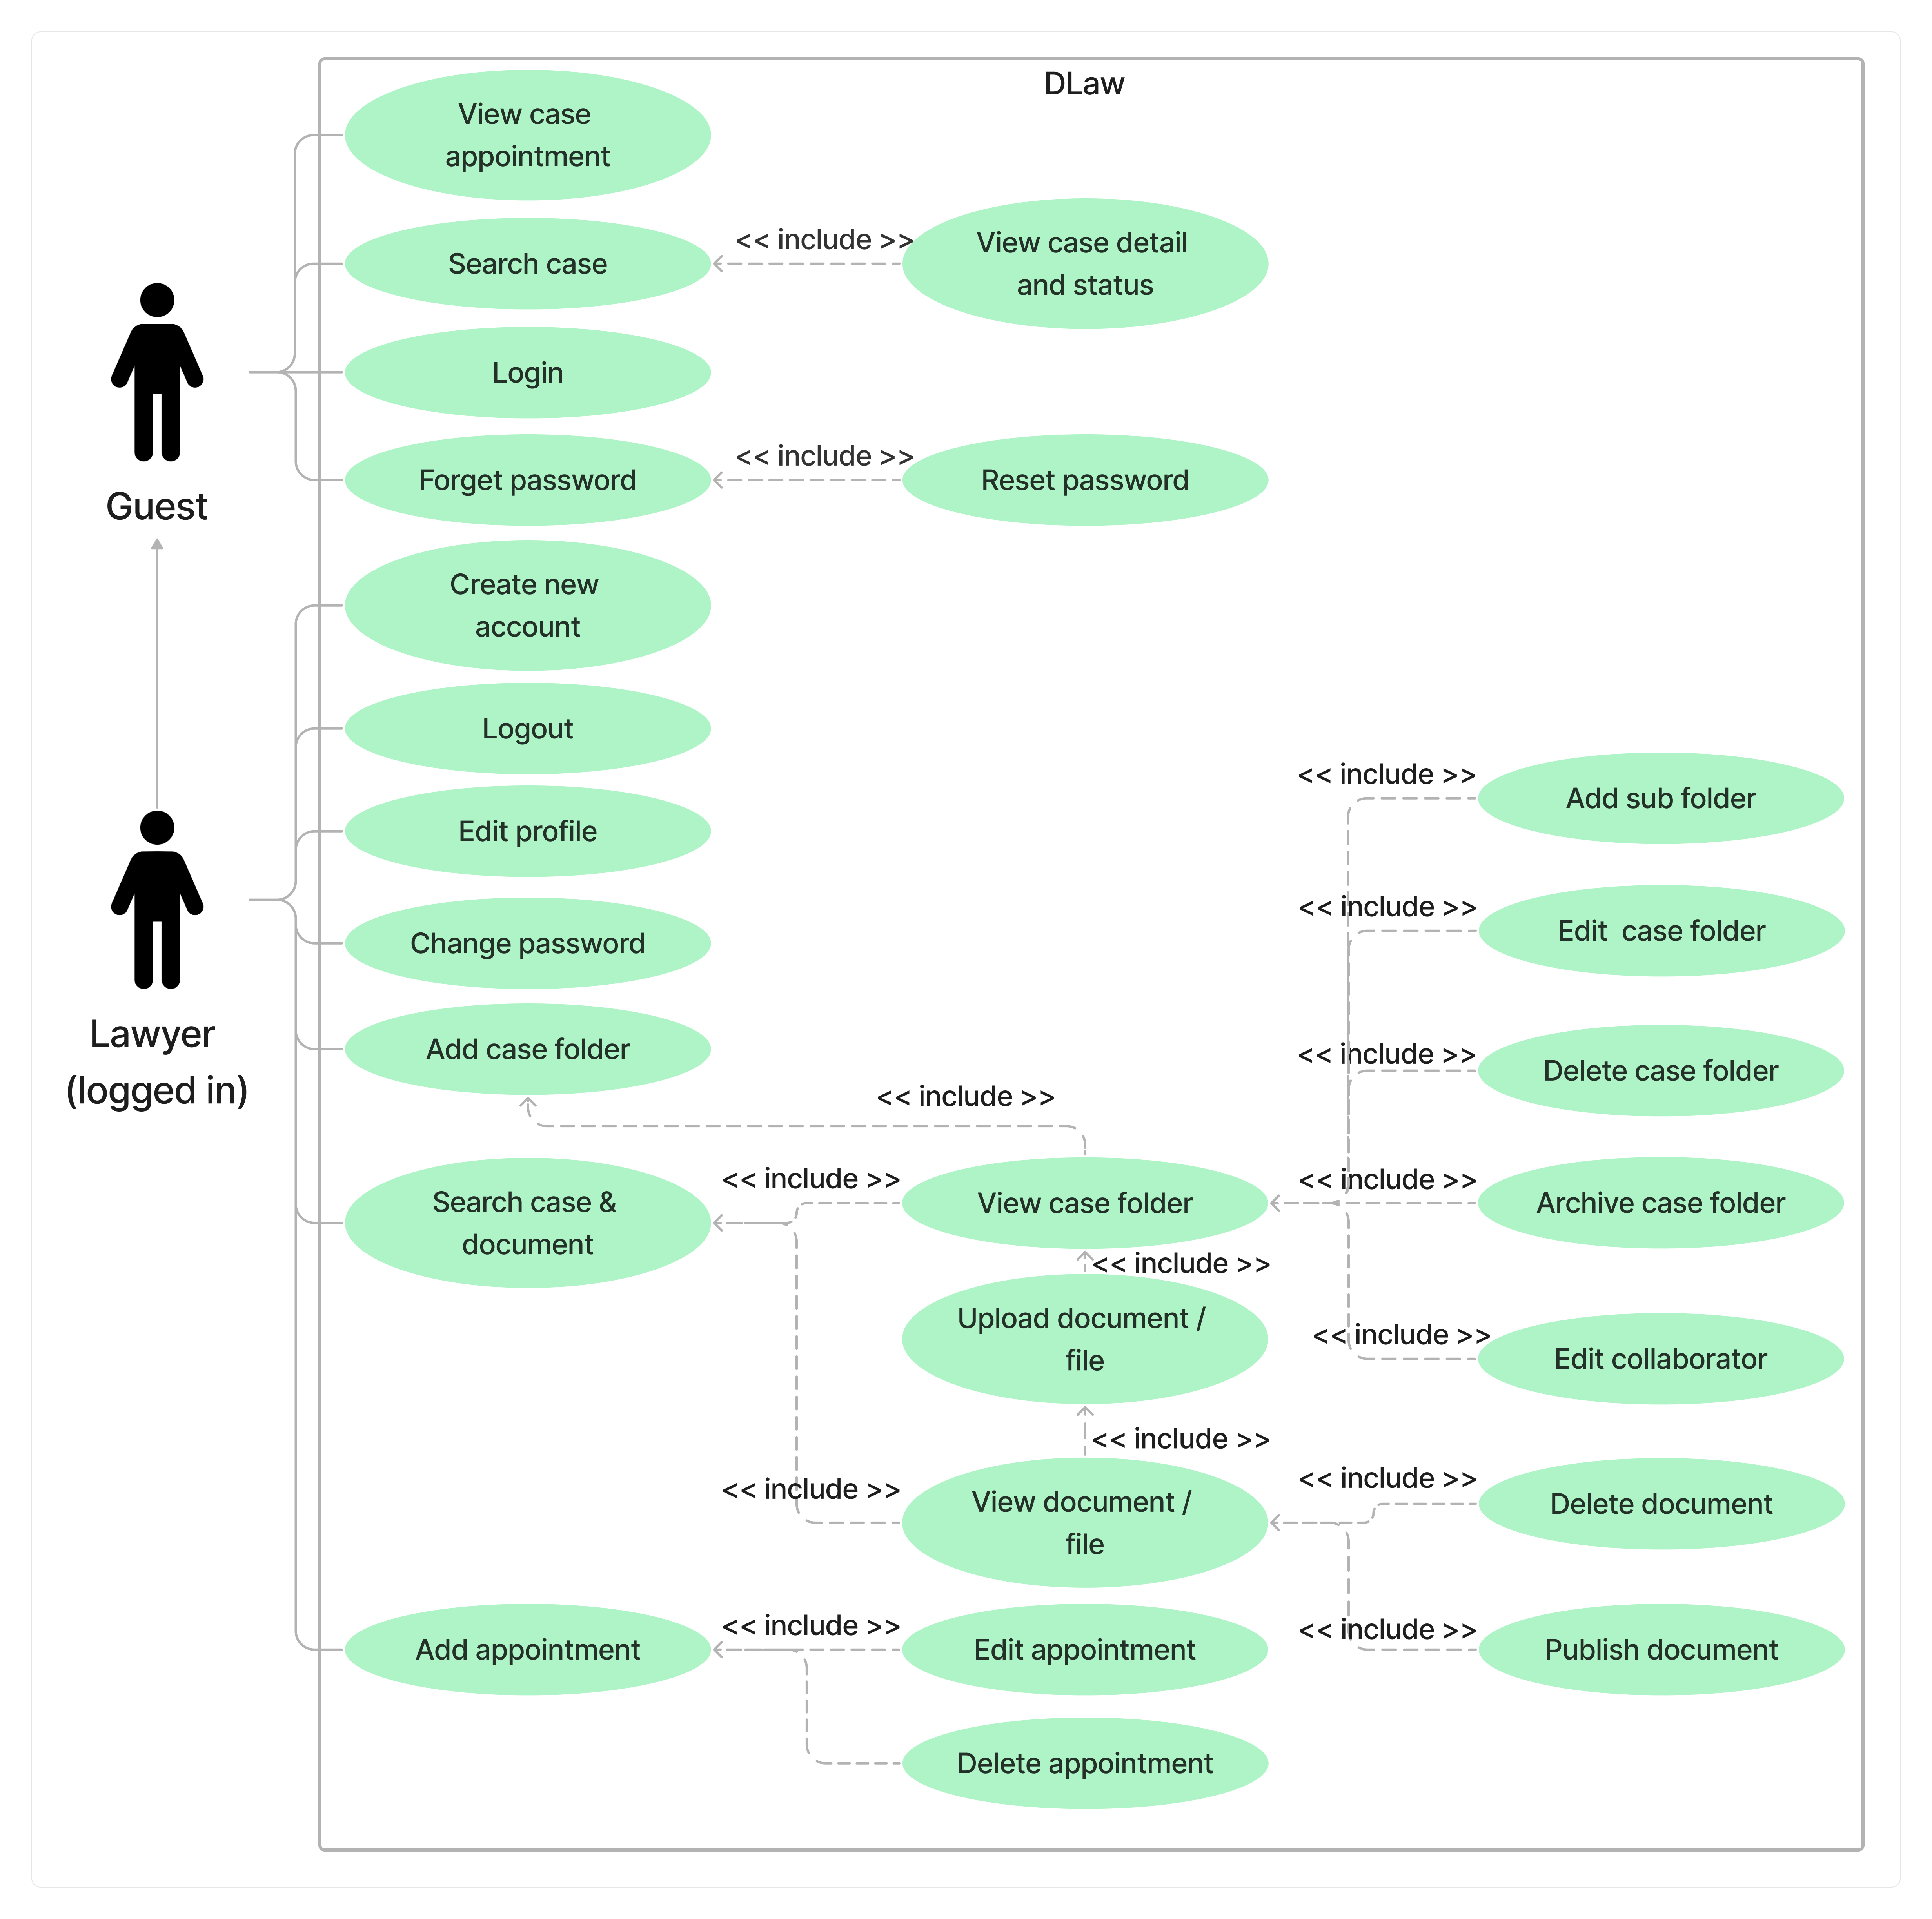 DLaw
View case
appointment
Search case
<< include >>
View case detail
and status
Login
Forget password
<< include >>
Reset password
Guest
Create new
account
Logout
Edit profile
Change password
Add case folder
Lawyer
(logged in)
<< include >>
Add sub folder
<< include >>
Edit  case folder
<< include >>
Delete case folder
<< include >>
Search case &
document
<< include >>
View case folder
<< include >>
Archive case folder
<< include >>
Upload document /
file
<< include >>
Edit collaborator
<< include >>
<< include >>
View document /
file
<< include >>
Delete document
Add appointment
<< include >>
Edit appointment
<< include >>
Publish document
Delete appointment